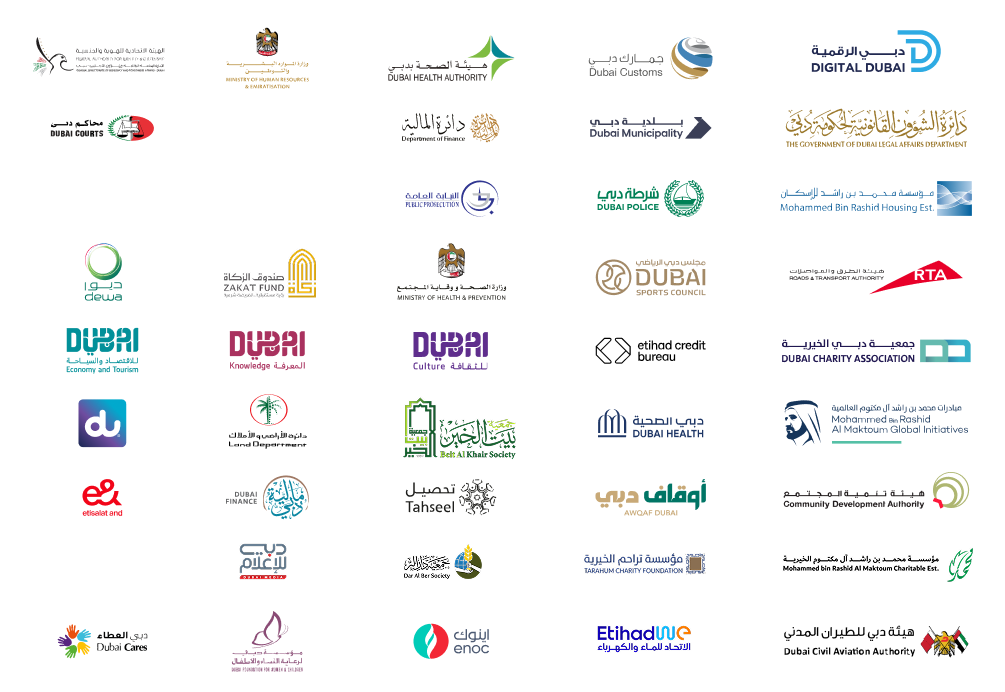 الهيئة الاتحادية للهوية والجنسية
وزارة الموارد البشرية
والتوطين
MINISTRY OF HUMAN RESOURCES
& EMIRATISATION
هيئة الصحة بدبي
DUBAI HEALTH AUTHORITY
جمارك دبي
Dubai Customs
دبي الرقمية
DIGITAL DUBAI
محاكم دبي
DUBAI COURTS
دائرة المالية
Department of Finance
بلدية دبي
Dubai Municipality
دائرة الشؤون القانونية لحكومة دبي
THE GOVERNMENT OF DUBAI LEGAL AFFAIRS DEPARTMENT
النيابة العامة
PUBLIC PROSECUTION
شرطة دبي
DUBAI POLICE
مؤسسة محمد بن راشد للإسكان
Mohammed Bin Rashid Housing Est.
ديوا
dewa
صندوق الزكاة
ZAKAT FUND
وزارة الصحة و وقاية المجتمع
MINISTRY OF HEALTH & PREVENTION
مجلس دبي الرياضي
DUBAI
SPORTS COUNCIL
هيئة الطرق والمواصلات
ROADS & TRANSPORT AUTHORITY
RTA
DUBAI
للاقتصاد والسياحة
Economy and Tourism
DUBAI
Knowledge المعرفة
DUBAI
Culture للثقافة
etihad credit
bureau
جمعية دبي الخيرية
DUBAI CHARITY ASSOCIATION
du
دائرة الأراضي والأملاك
Land Department
جمعية
بيت
الخير
جمعية بيت الخير
Beit Al Khair Society
دبي الصحية
DUBAI HEALTH
مبادرات محمد بن راشد آل مكتوم العالمية
Mohammed Bin Rashid
Al Maktoum Global Initiatives
e&
etisalat and
DUBAI
FINANCE
مالية دبي
تحصيل
Tahseel
أوقاف دبي
AWQAF DUBAI
هيئة تنمية المجتمع
Community Development Authority
دبي
للإعلام
DUBAI MEDIA
جمعية دار البر
Dar Al Ber Society
مؤسسة تراحم الخيرية
TARAHUM CHARITY FOUNDATION
مؤسسة محمد بن راشد آل مكتوم الخيرية
Mohammed bin Rashid Al Maktoum Charitable Est.
دبي العطاء
Dubai Cares
مؤسسة دبي
لرعاية النساء والأطفال
DUBAI FOUNDATION FOR WOMEN & CHILDREN
اينوك
enoc
EtihadWE
الاتحاد للماء والكهرباء
هيئة دبي للطيران المدني
Dubai Civil Aviation Authority